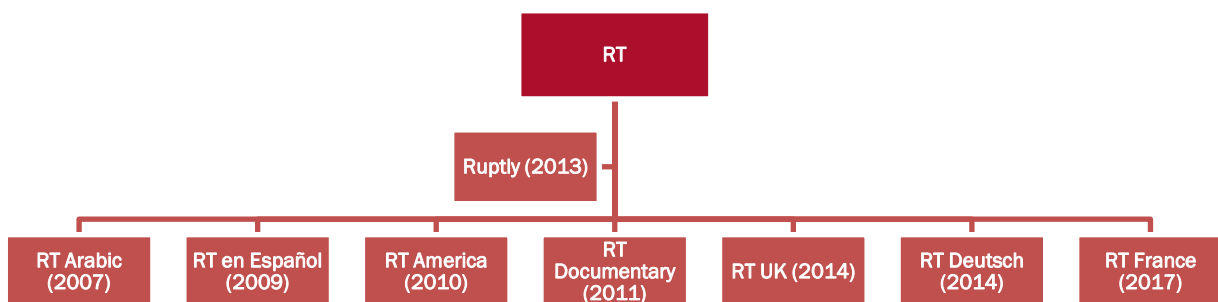 RT
Ruptly (2013)
RT Arabic
(2007)
RT en Español
(2009)
RT America
(2010)
RT
Documentary
(2011)
RT UK (2014)
RT Deutsch
(2014)
RT France
(2017)